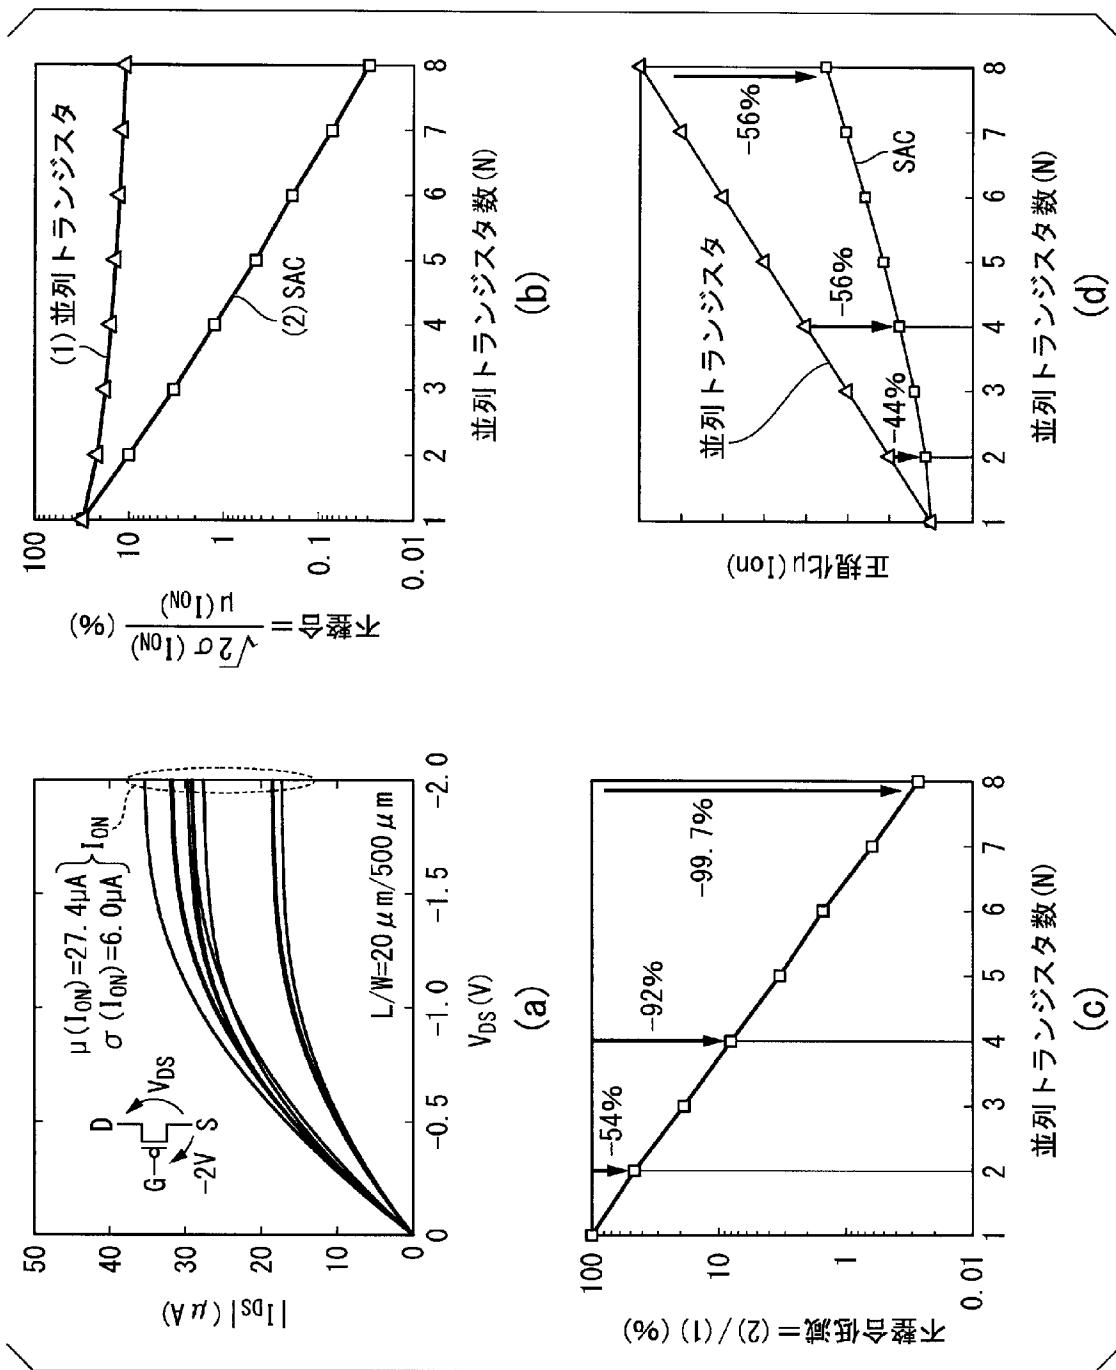 50
40
30
20
10
0
|I_DS| (μA)
0
-0.5
-1.0
-1.5
-2.0
V_DS(V)
D
G
S
V_DS
-2V
μ(I_ON)=27.4μA
σ(I_ON)=6.0μA
I_ON
L/W=20μm/500μm
(a)
100
10
1
0.1
0.01
不整合=√2σ(I_ON)/μ(I_ON) (%)
(1)並列トランジスタ
(2)SAC
1
2
3
4
5
6
7
8
並列トランジスタ数(N)
(b)
100
10
1
0.01
不整合低減=(2)/(1)(%)
-54%
-92%
-99.7%
1
2
3
4
5
6
7
8
並列トランジスタ数(N)
(c)
正規化μ(Ion)
並列トランジスタ
SAC
-44%
-56%
-56%
1
2
3
4
5
6
7
8
並列トランジスタ数(N)
(d)